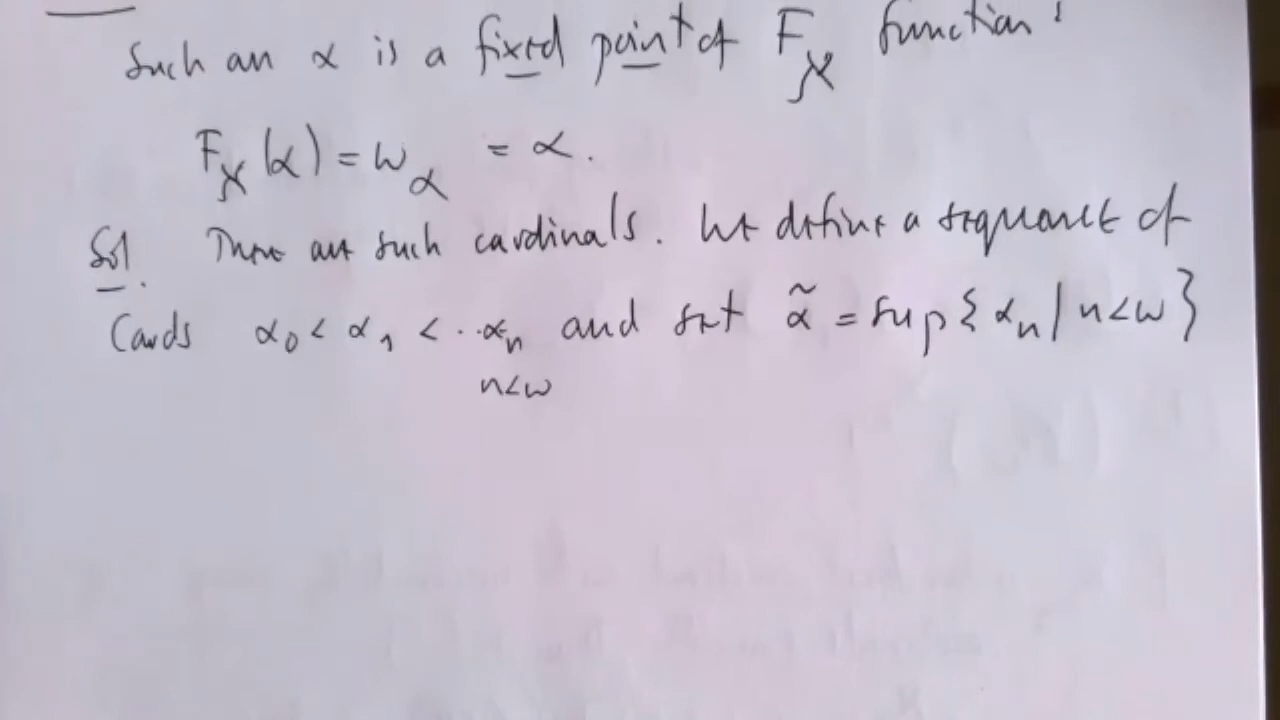 Such an α is a fixed point of F_ℵ function!
F_ℵ(α) = ω_α = α.
Sol. There are such cardinals. We define a sequence of
Cards α_0 < α_1 < ··α_n and set α̃ = sup{α_n | n<ω}
n<ω